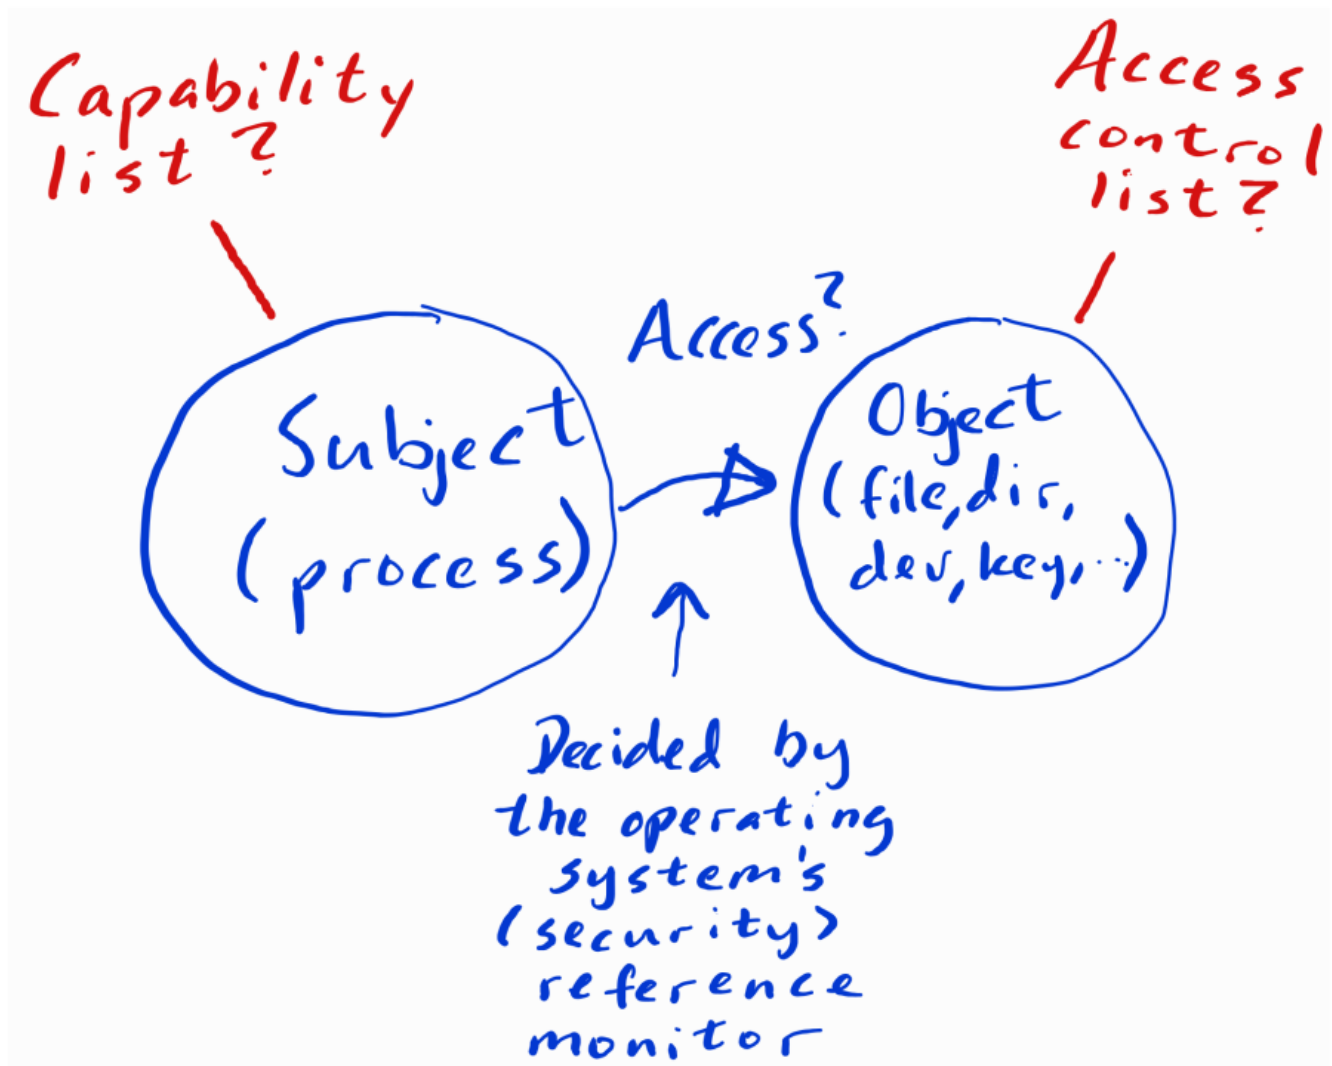 Capability
list?
Access
control
list?
Access?
Subject
(process)
Object
(file,dir,
dev,key,...)
Decided by
the operating
system's
(security)
reference
monitor